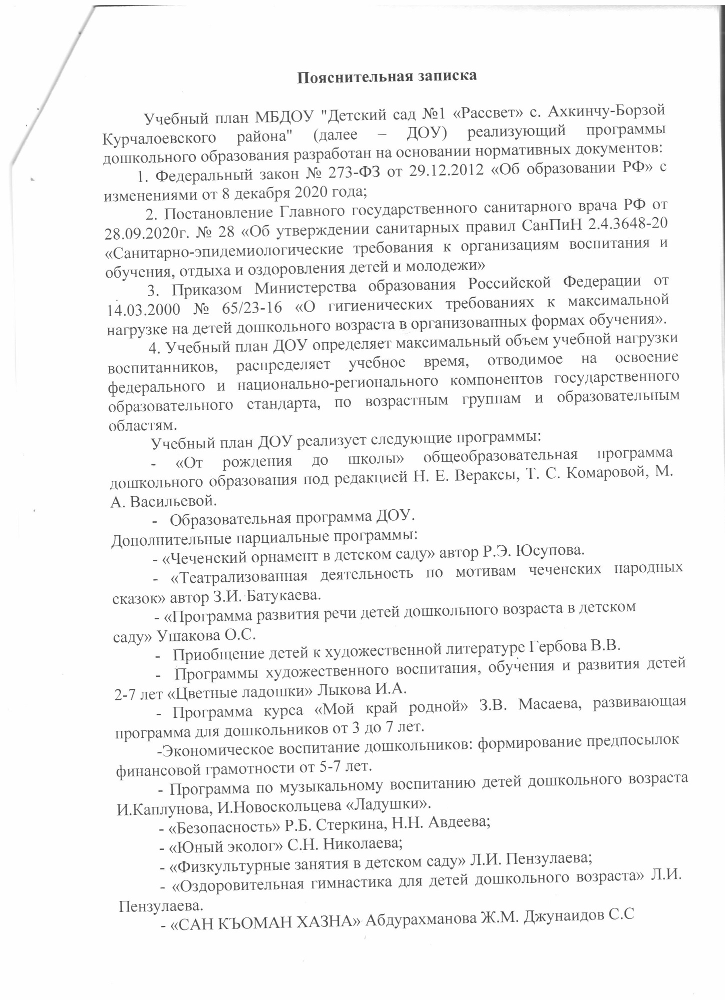 Пояснительная записка
Учебный план МБДОУ "Детский сад №1 «Рассвет» с. Ахкинчу-Борзой
Курчалоевского района" (далее – ДОУ) реализующий программы
дошкольного образования разработан на основании нормативных документов:
1. Федеральный закон № 273-ФЗ от 29.12.2012 «Об образовании РФ» с
изменениями от 8 декабря 2020 года;
2. Постановление Главного государственного санитарного врача РФ от
28.09.2020г. № 28 «Об утверждении санитарных правил СанПиН 2.4.3648-20
«Санитарно-эпидемиологические требования к организациям воспитания и
обучения, отдыха и оздоровления детей и молодежи»
3. Приказом Министерства образования Российской Федерации от
14.03.2000 № 65/23-16 «О гигиенических требованиях к максимальной
нагрузке на детей дошкольного возраста в организованных формах обучения».
4. Учебный план ДОУ определяет максимальный объем учебной нагрузки
воспитанников, распределяет учебное время, отводимое на освоение
федерального и национально-регионального компонентов государственного
образовательного стандарта, по возрастным группам и образовательным
областям.
Учебный план ДОУ реализует следующие программы:
- «От рождения до школы» общеобразовательная программа
дошкольного образования под редакцией Н. Е. Вераксы, Т. С. Комаровой, М.
А. Васильевой.
- Образовательная программа ДОУ.
Дополнительные парциальные программы:
- «Чеченский орнамент в детском саду» автор Р.Э. Юсупова.
- «Театрализованная деятельность по мотивам чеченских народных
сказок» автор З.И. Батукаева.
- «Программа развития речи детей дошкольного возраста в детском
саду» Ушакова О.С.
- Приобщение детей к художественной литературе Гербова В.В.
- Программы художественного воспитания, обучения и развития детей
2-7 лет «Цветные ладошки» Лыкова И.А.
- Программа курса «Мой край родной» З.В. Масаева, развивающая
программа для дошкольников от 3 до 7 лет.
-Экономическое воспитание дошкольников: формирование предпосылок
финансовой грамотности от 5-7 лет.
- Программа по музыкальному воспитанию детей дошкольного возраста
И.Каплунова, И.Новоскольцева «Ладушки».
- «Безопасность» Р.Б. Стеркина, Н.Н. Авдеева;
- «Юный эколог» С.Н. Николаева;
- «Физкультурные занятия в детском саду» Л.И. Пензулаева;
- «Оздоровительная гимнастика для детей дошкольного возраста» Л.И.
Пензулаева.
- «САН КЪОМАН ХАЗНА» Абдурахманова Ж.М. Джунаидов С.С